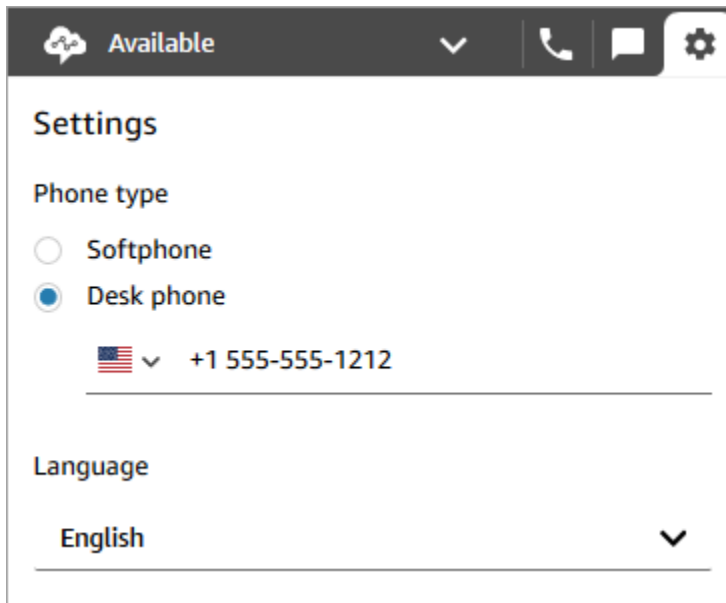 Available
Settings
Phone type
Softphone
Desk phone
+1 555-555-1212
Language
English